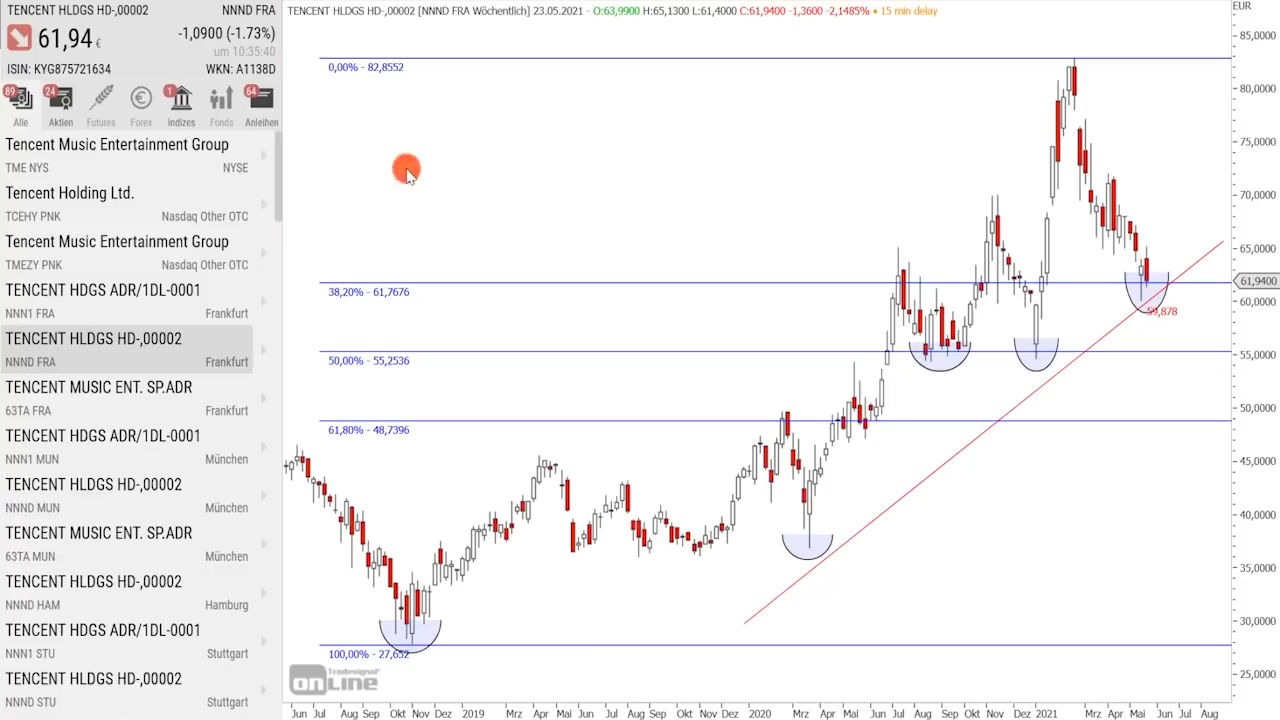 TENCENT HLDGS HD-,00002 NNND FRA
61,94 € -1,0900 (-1.73%)
um 10:35:40
ISIN: KYG875721634 WKN: A1138D
89 24 1 64
Alle Aktien Futures Forex Indizes Fonds Anleihen
Tencent Music Entertainment Group
TME NYS NYSE
Tencent Holding Ltd.
TCEHY PNK Nasdaq Other OTC
Tencent Music Entertainment Group
TMEZY PNK Nasdaq Other OTC
TENCENT HDGS ADR/1DL-0001
NNN1 FRA Frankfurt
TENCENT HLDGS HD-,00002
NNND FRA Frankfurt
TENCENT MUSIC ENT. SP.ADR
63TA FRA Frankfurt
TENCENT HDGS ADR/1DL-0001
NNN1 MUN München
TENCENT HLDGS HD-,00002
NNND MUN München
TENCENT MUSIC ENT. SP.ADR
63TA MUN München
TENCENT HLDGS HD-,00002
NNND HAM Hamburg
TENCENT HDGS ADR/1DL-0001
NNN1 STU Stuttgart
TENCENT HLDGS HD-,00002
NNND STU Stuttgart
TENCENT HLDGS HD-,00002 [NNND FRA Wöchentlich] 23.05.2021 - O:63,9900 H:65,1300 L:61,4000 C:61,9400 -1,3600 -2,1485% • 15 min delay
EUR
85,0000
0,00% - 82,8552
80,0000
75,0000
70,0000
65,0000
61,9400
38,20% - 61,7676
60,0000
59,878
55,0000
50,00% - 55,2536
50,0000
61,80% - 48,7396
45,0000
40,0000
35,0000
30,0000
100,00% - 27,652
25,0000
Tradesignal
onLine
Jun Jul Aug Sep Okt Nov Dez 2019 Mrz Apr Mai Jun Jul Aug Sep Okt Nov Dez 2020 Mrz Apr Mai Jun Jul Aug Sep Okt Nov 2021 Mrz Apr Mai Jun Jul Aug